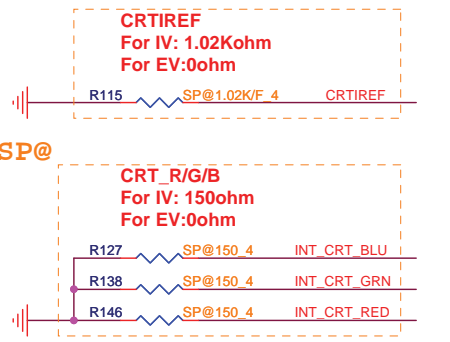 CRTIREF
For IV: 1.02Kohm
For EV:0ohm
R115 SP@1.02K/F_4 CRTIREF
SP@
CRT_R/G/B
For IV: 150ohm
For EV:0ohm
R127 SP@150_4 INT_CRT_BLU
R138 SP@150_4 INT_CRT_GRN
R146 SP@150_4 INT_CRT_RED